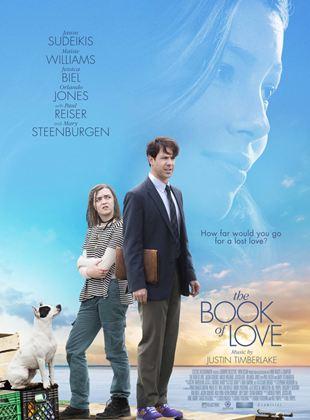 Jason
SUDEIKIS
Maisie
WILLIAMS
Jessica
BIEL
Orlando
JONES
with Paul
REISER
and Mary
STEENBURGEN
How far would you go
for a lost love?
the
BOOK
of LOVE
Music by
JUSTIN TIMBERLAKE